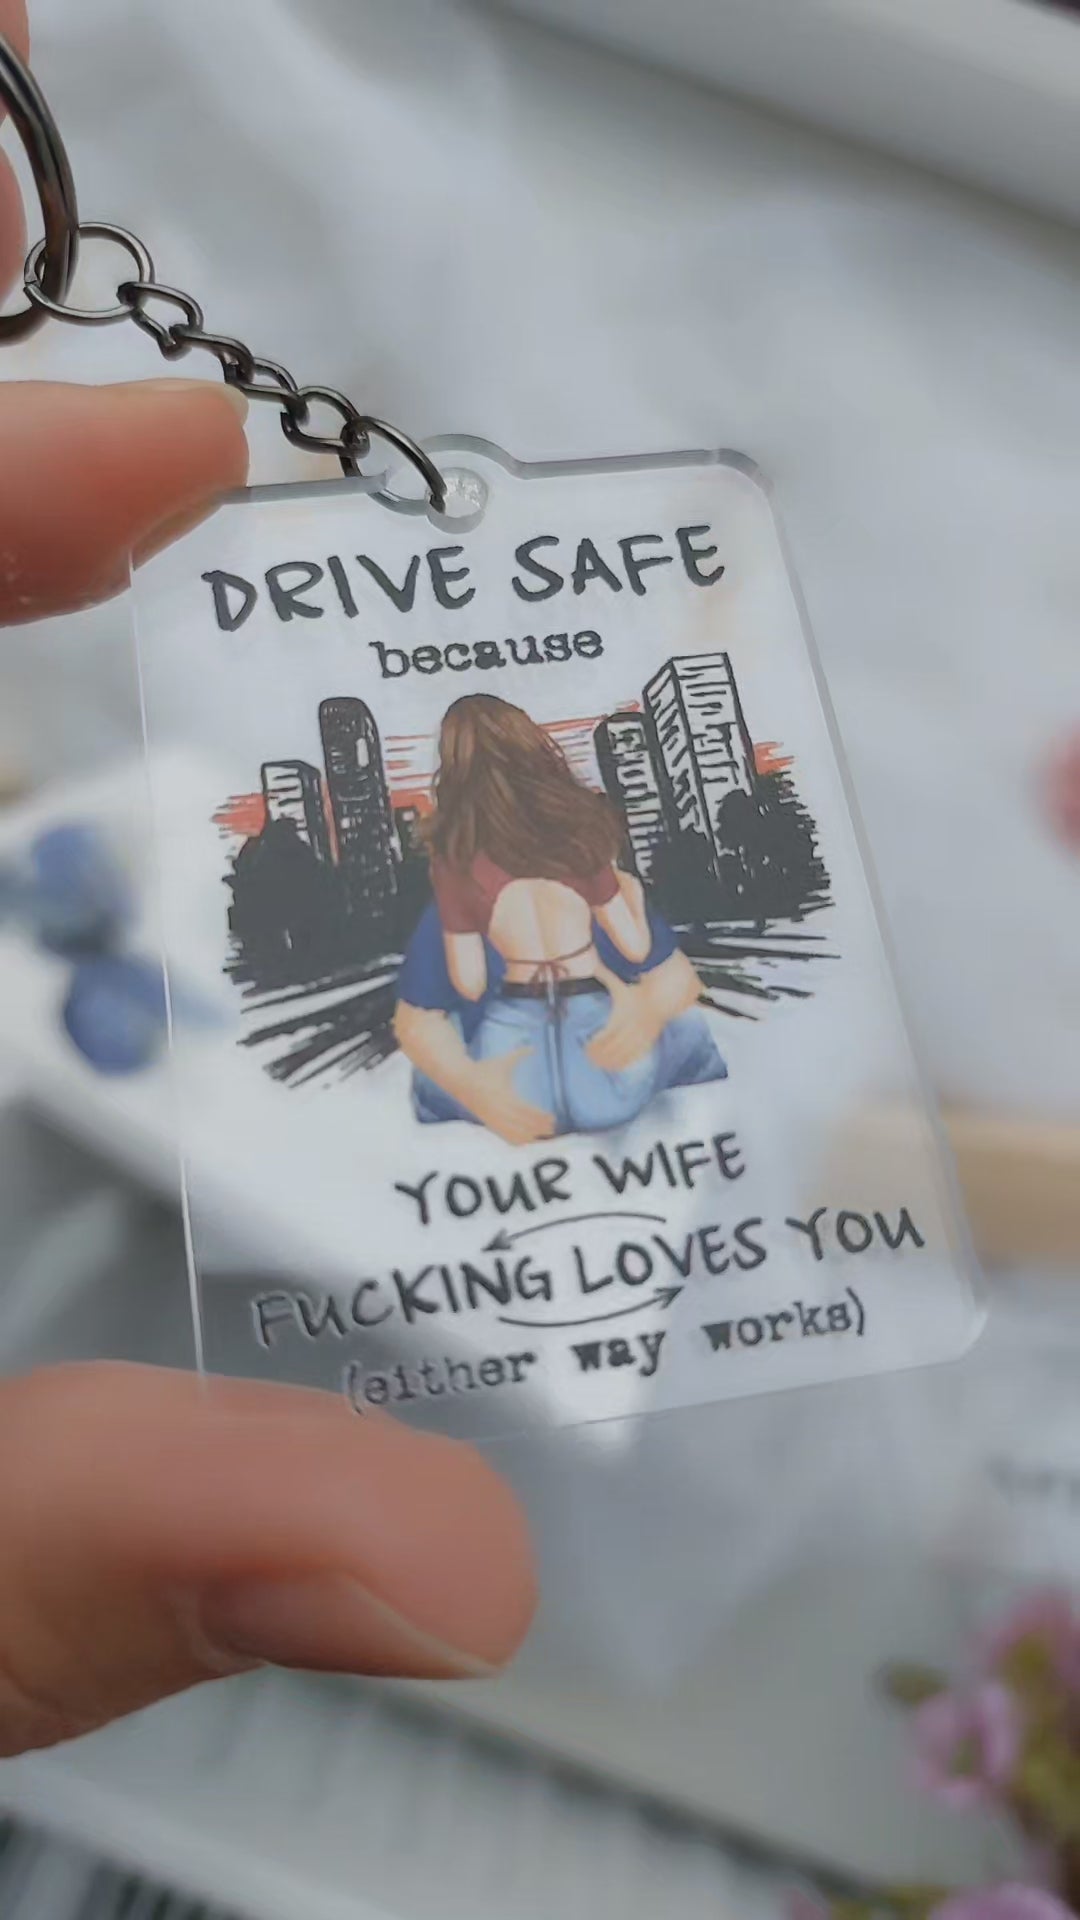 DRIVE SAFE
because
YOUR WIFE
FUCKING LOVES YOU
(either way works)